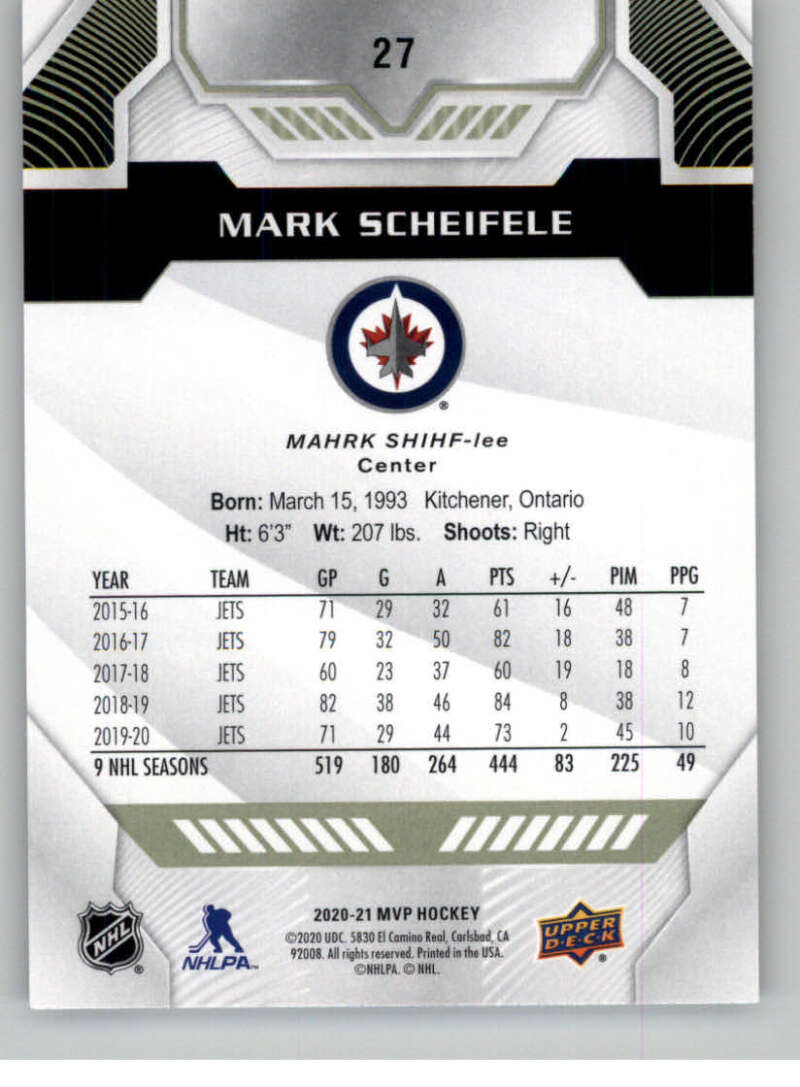 27
MARK SCHEIFELE
®
MAHRK SHIHF-lee
Center
Born: March 15, 1993 Kitchener, Ontario
Ht: 6'3" Wt: 207 lbs. Shoots: Right
YEAR TEAM GP G A PTS +/- PIM PPG
2015-16 JETS 71 29 32 61 16 48 7
2016-17 JETS 79 32 50 82 18 38 7
2017-18 JETS 60 23 37 60 19 18 8
2018-19 JETS 82 38 46 84 8 38 12
2019-20 JETS 71 29 44 73 2 45 10
9 NHL SEASONS 519 180 264 444 83 225 49
NHL ®
NHLPA™
2020-21 MVP HOCKEY
©2020 UDC. 5830 El Camino Real, Carlsbad, CA
92008. All rights reserved. Printed in the USA.
©NHLPA. © NHL.
UPPER
D·E·C·K
®